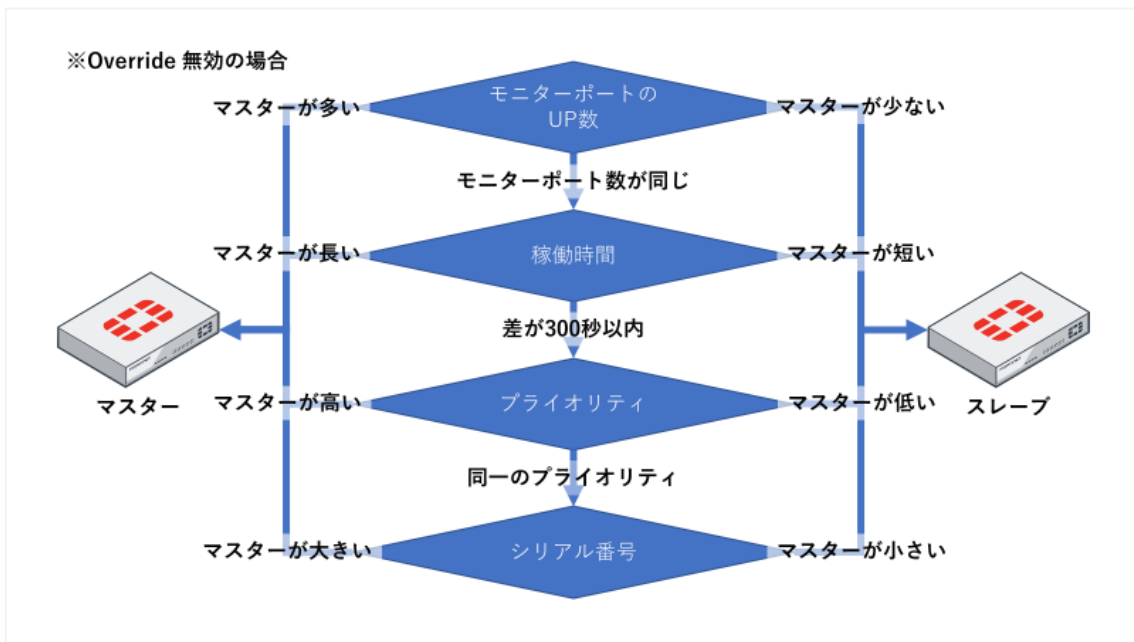 ※Override 無効の場合
モニターポートの
UP数
マスターが多い
マスターが少ない
モニターポート数が同じ
マスターが長い
稼働時間
マスターが短い
差が300秒以内
マスター
マスターが高い
プライオリティ
マスターが低い
スレーブ
同一のプライオリティ
マスターが大きい
シリアル番号
マスターが小さい